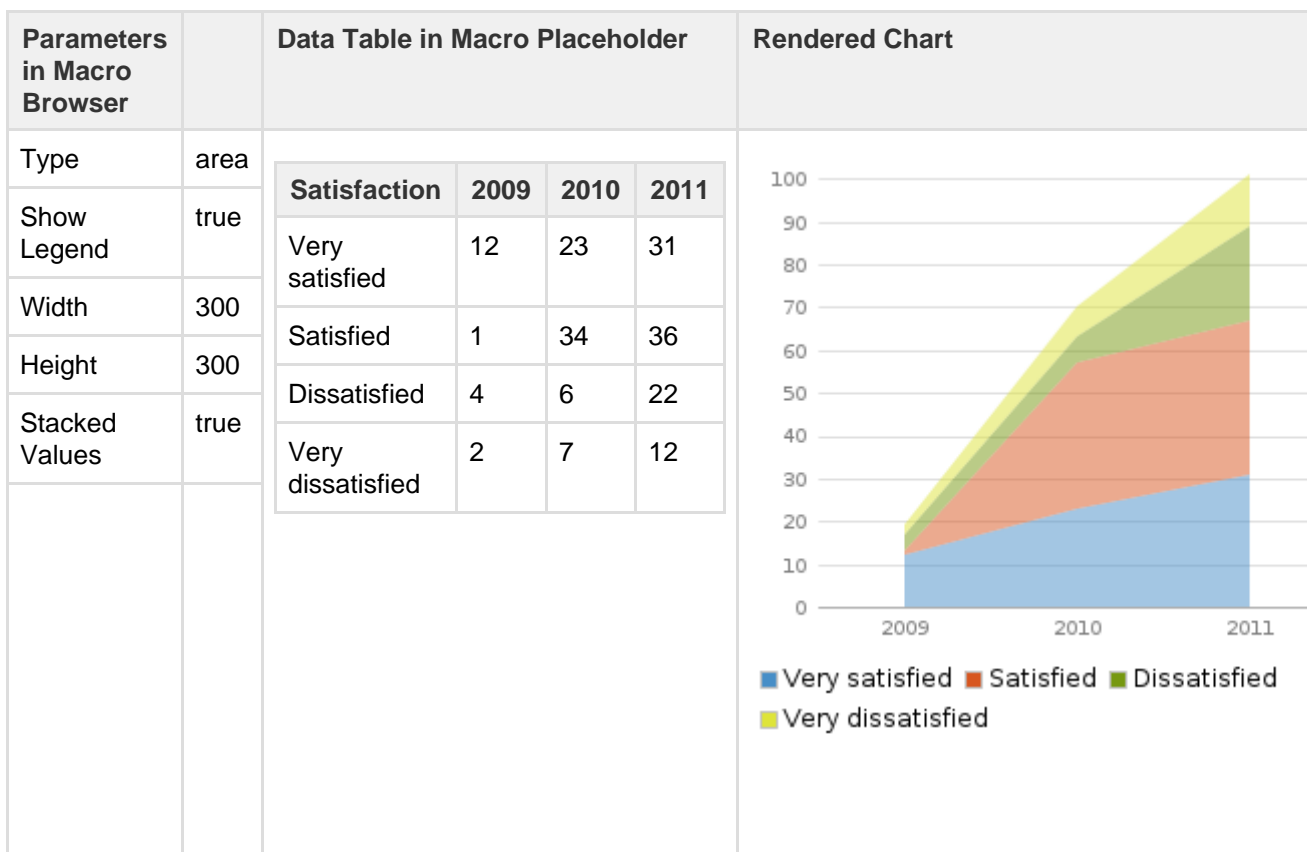 Parameters
in Macro
Browser
Data Table in Macro Placeholder
Rendered Chart
Type area
Show
Legend
true
Width 300
Height 300
Stacked
Values
true
Satisfaction 2009 2010 2011
Very
satisfied
12 23 31
Satisfied 1 34 36
Dissatisfied 4 6 22
Very
dissatisfied
2 7 12
100
90
80
70
60
50
40
30
20
10
0
2009 2010 2011
Very satisfied Satisfied Dissatisfied
Very dissatisfied